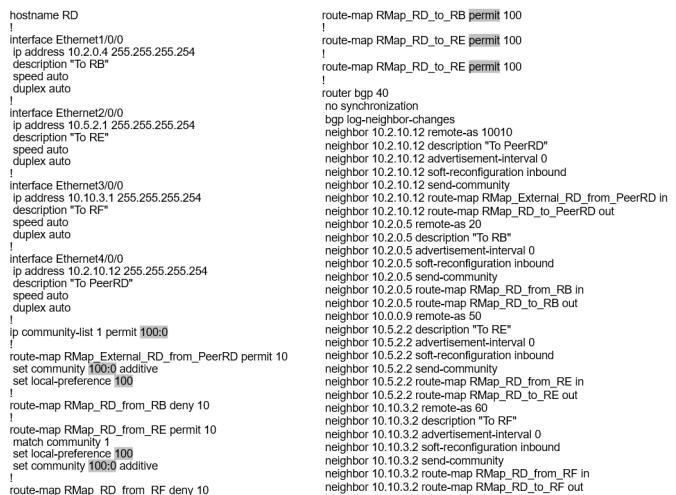 hostname RD
!
interface Ethernet1/0/0
ip address 10.2.0.4 255.255.255.254
description "To RB"
speed auto
duplex auto
!
interface Ethernet2/0/0
ip address 10.5.2.1 255.255.255.254
description "To RE"
speed auto
duplex auto
!
interface Ethernet3/0/0
ip address 10.10.3.1 255.255.255.254
description "To RF"
speed auto
duplex auto
!
interface Ethernet4/0/0
ip address 10.2.10.12 255.255.255.254
description "To PeerRD"
speed auto
duplex auto
!
ip community-list 1 permit 100:0
!
route-map RMap_External_RD_from_PeerRD permit 10
set community 100:0 additive
set local-preference 100
!
route-map RMap_RD_from_RB deny 10
!
route-map RMap_RD_from_RE permit 10
match community 1
set local-preference 100
set community 100:0 additive
!
route-map RMap_RD_from_RF deny 10
route-map RMap_RD_to_RB permit 100
!
route-map RMap_RD_to_RE permit 100
!
route-map RMap_RD_to_RE permit 100
!
router bgp 40
no synchronization
bgp log-neighbor-changes
neighbor 10.2.10.12 remote-as 10010
neighbor 10.2.10.12 description "To PeerRD"
neighbor 10.2.10.12 advertisement-interval 0
neighbor 10.2.10.12 soft-reconfiguration inbound
neighbor 10.2.10.12 send-community
neighbor 10.2.10.12 route-map RMap_External_RD_from_PeerRD in
neighbor 10.2.10.12 route-map RMap_RD_to_PeerRD out
neighbor 10.2.0.5 remote-as 20
neighbor 10.2.0.5 description "To RB"
neighbor 10.2.0.5 advertisement-interval 0
neighbor 10.2.0.5 soft-reconfiguration inbound
neighbor 10.2.0.5 send-community
neighbor 10.2.0.5 route-map RMap_RD_from_RB in
neighbor 10.2.0.5 route-map RMap_RD_to_RB out
neighbor 10.0.0.9 remote-as 50
neighbor 10.5.2.2 description "To RE"
neighbor 10.5.2.2 advertisement-interval 0
neighbor 10.5.2.2 soft-reconfiguration inbound
neighbor 10.5.2.2 send-community
neighbor 10.5.2.2 route-map RMap_RD_from_RE in
neighbor 10.5.2.2 route-map RMap_RD_to_RE out
neighbor 10.10.3.2 remote-as 60
neighbor 10.10.3.2 description "To RF"
neighbor 10.10.3.2 advertisement-interval 0
neighbor 10.10.3.2 soft-reconfiguration inbound
neighbor 10.10.3.2 send-community
neighbor 10.10.3.2 route-map RMap_RD_from_RF in
neighbor 10.10.3.2 route-map RMap_RD_to_RF out